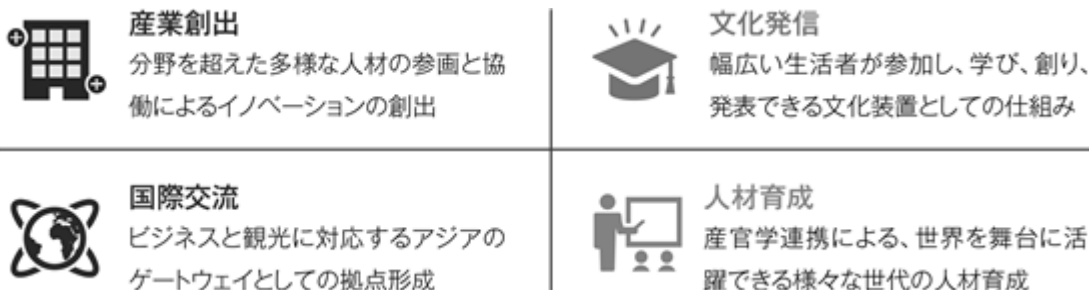 産業創出
分野を超えた多様な人材の参画と協
働によるイノベーションの創出
文化発信
幅広い生活者が参加し、学び、創り、
発表できる文化装置としての仕組み
国際交流
ビジネスと観光に対応するアジアの
ゲートウェイとしての拠点形成
人材育成
産官学連携による、世界を舞台に活
躍できる様々な世代の人材育成